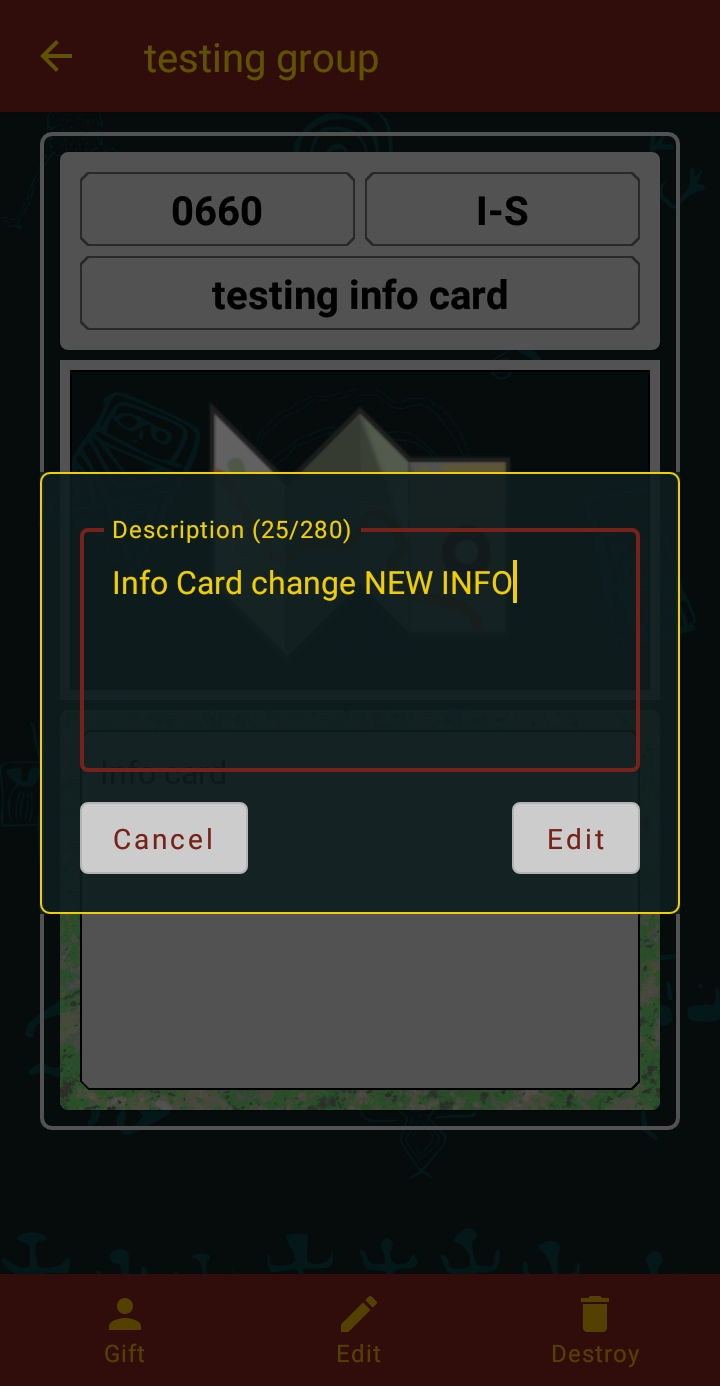 testing group
0660
I-S
testing info card
Description (25/280)
Info Card change NEW INFO
Info card
Cancel
Edit
Gift
Edit
Destroy